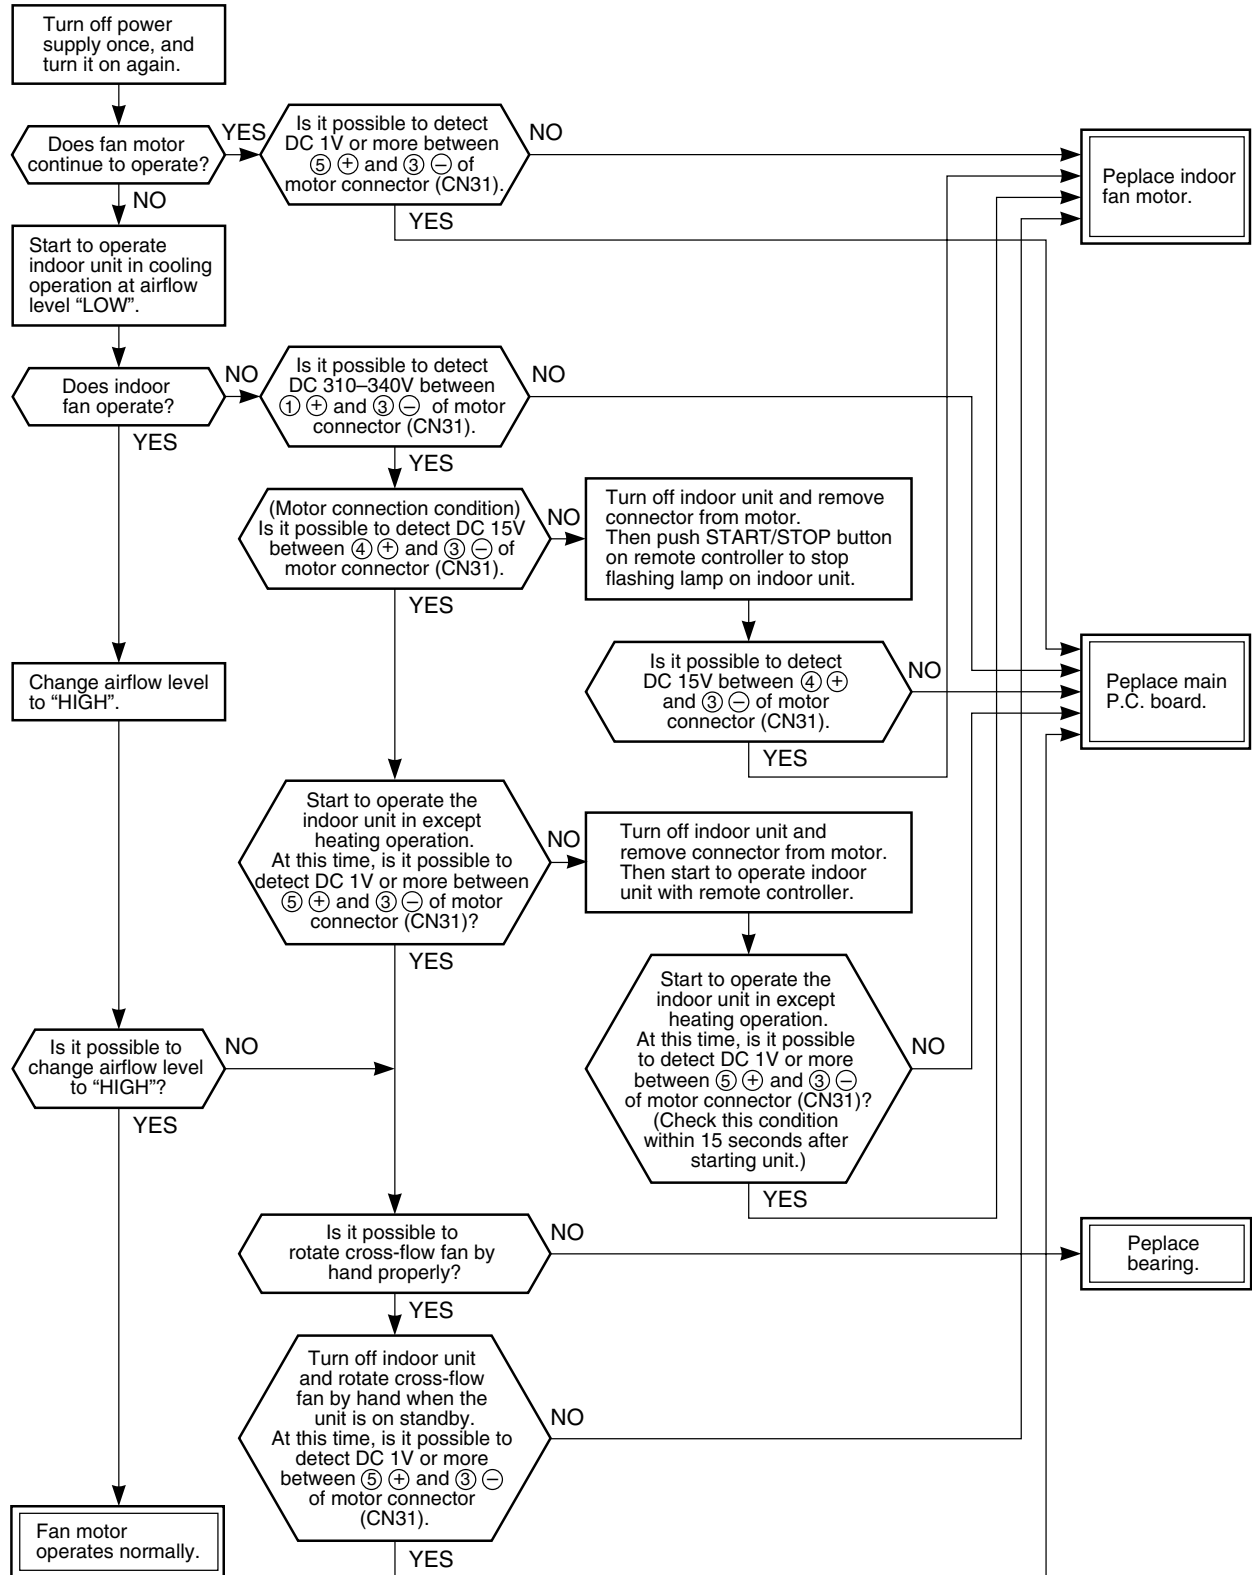 Turn off power
supply once, and
turn it on again.
Does fan motor
continue to operate?
YES
NO
Is it possible to detect
DC 1V or more between
⑤ ⊕ and ③ ⊖ of
motor connector (CN31).
NO
YES
Peplace indoor
fan motor.
Start to operate
indoor unit in cooling
operation at airflow
level “LOW”.
Does indoor
fan operate?
NO
YES
Is it possible to detect
DC 310–340V between
① ⊕ and ③ ⊖ of motor
connector (CN31).
NO
YES
(Motor connection condition)
Is it possible to detect DC 15V
between ④ ⊕ and ③ ⊖ of
motor connector (CN31).
NO
YES
Turn off indoor unit and remove
connector from motor.
Then push START/STOP button
on remote controller to stop
flashing lamp on indoor unit.
Is it possible to detect
DC 15V between ④ ⊕
and ③ ⊖ of motor
connector (CN31).
NO
YES
Peplace main
P.C. board.
Change airflow level
to “HIGH”.
Start to operate the
indoor unit in except
heating operation.
At this time, is it possible to
detect DC 1V or more between
⑤ ⊕ and ③ ⊖ of motor
connector (CN31)?
NO
YES
Turn off indoor unit and
remove connector from motor.
Then start to operate indoor
unit with remote controller.
Start to operate the
indoor unit in except
heating operation.
At this time, is it possible
to detect DC 1V or more
between ⑤ ⊕ and ③ ⊖
of motor connector (CN31)?
(Check this condition
within 15 seconds after
starting unit.)
NO
YES
Is it possible to
change airflow level
to “HIGH”?
NO
YES
Is it possible to
rotate cross-flow fan by
hand properly?
NO
YES
Peplace
bearing.
Turn off indoor unit
and rotate cross-flow
fan by hand when the
unit is on standby.
At this time, is it possible to
detect DC 1V or more
between ⑤ ⊕ and ③ ⊖
of motor connector
(CN31).
NO
YES
Fan motor
operates normally.